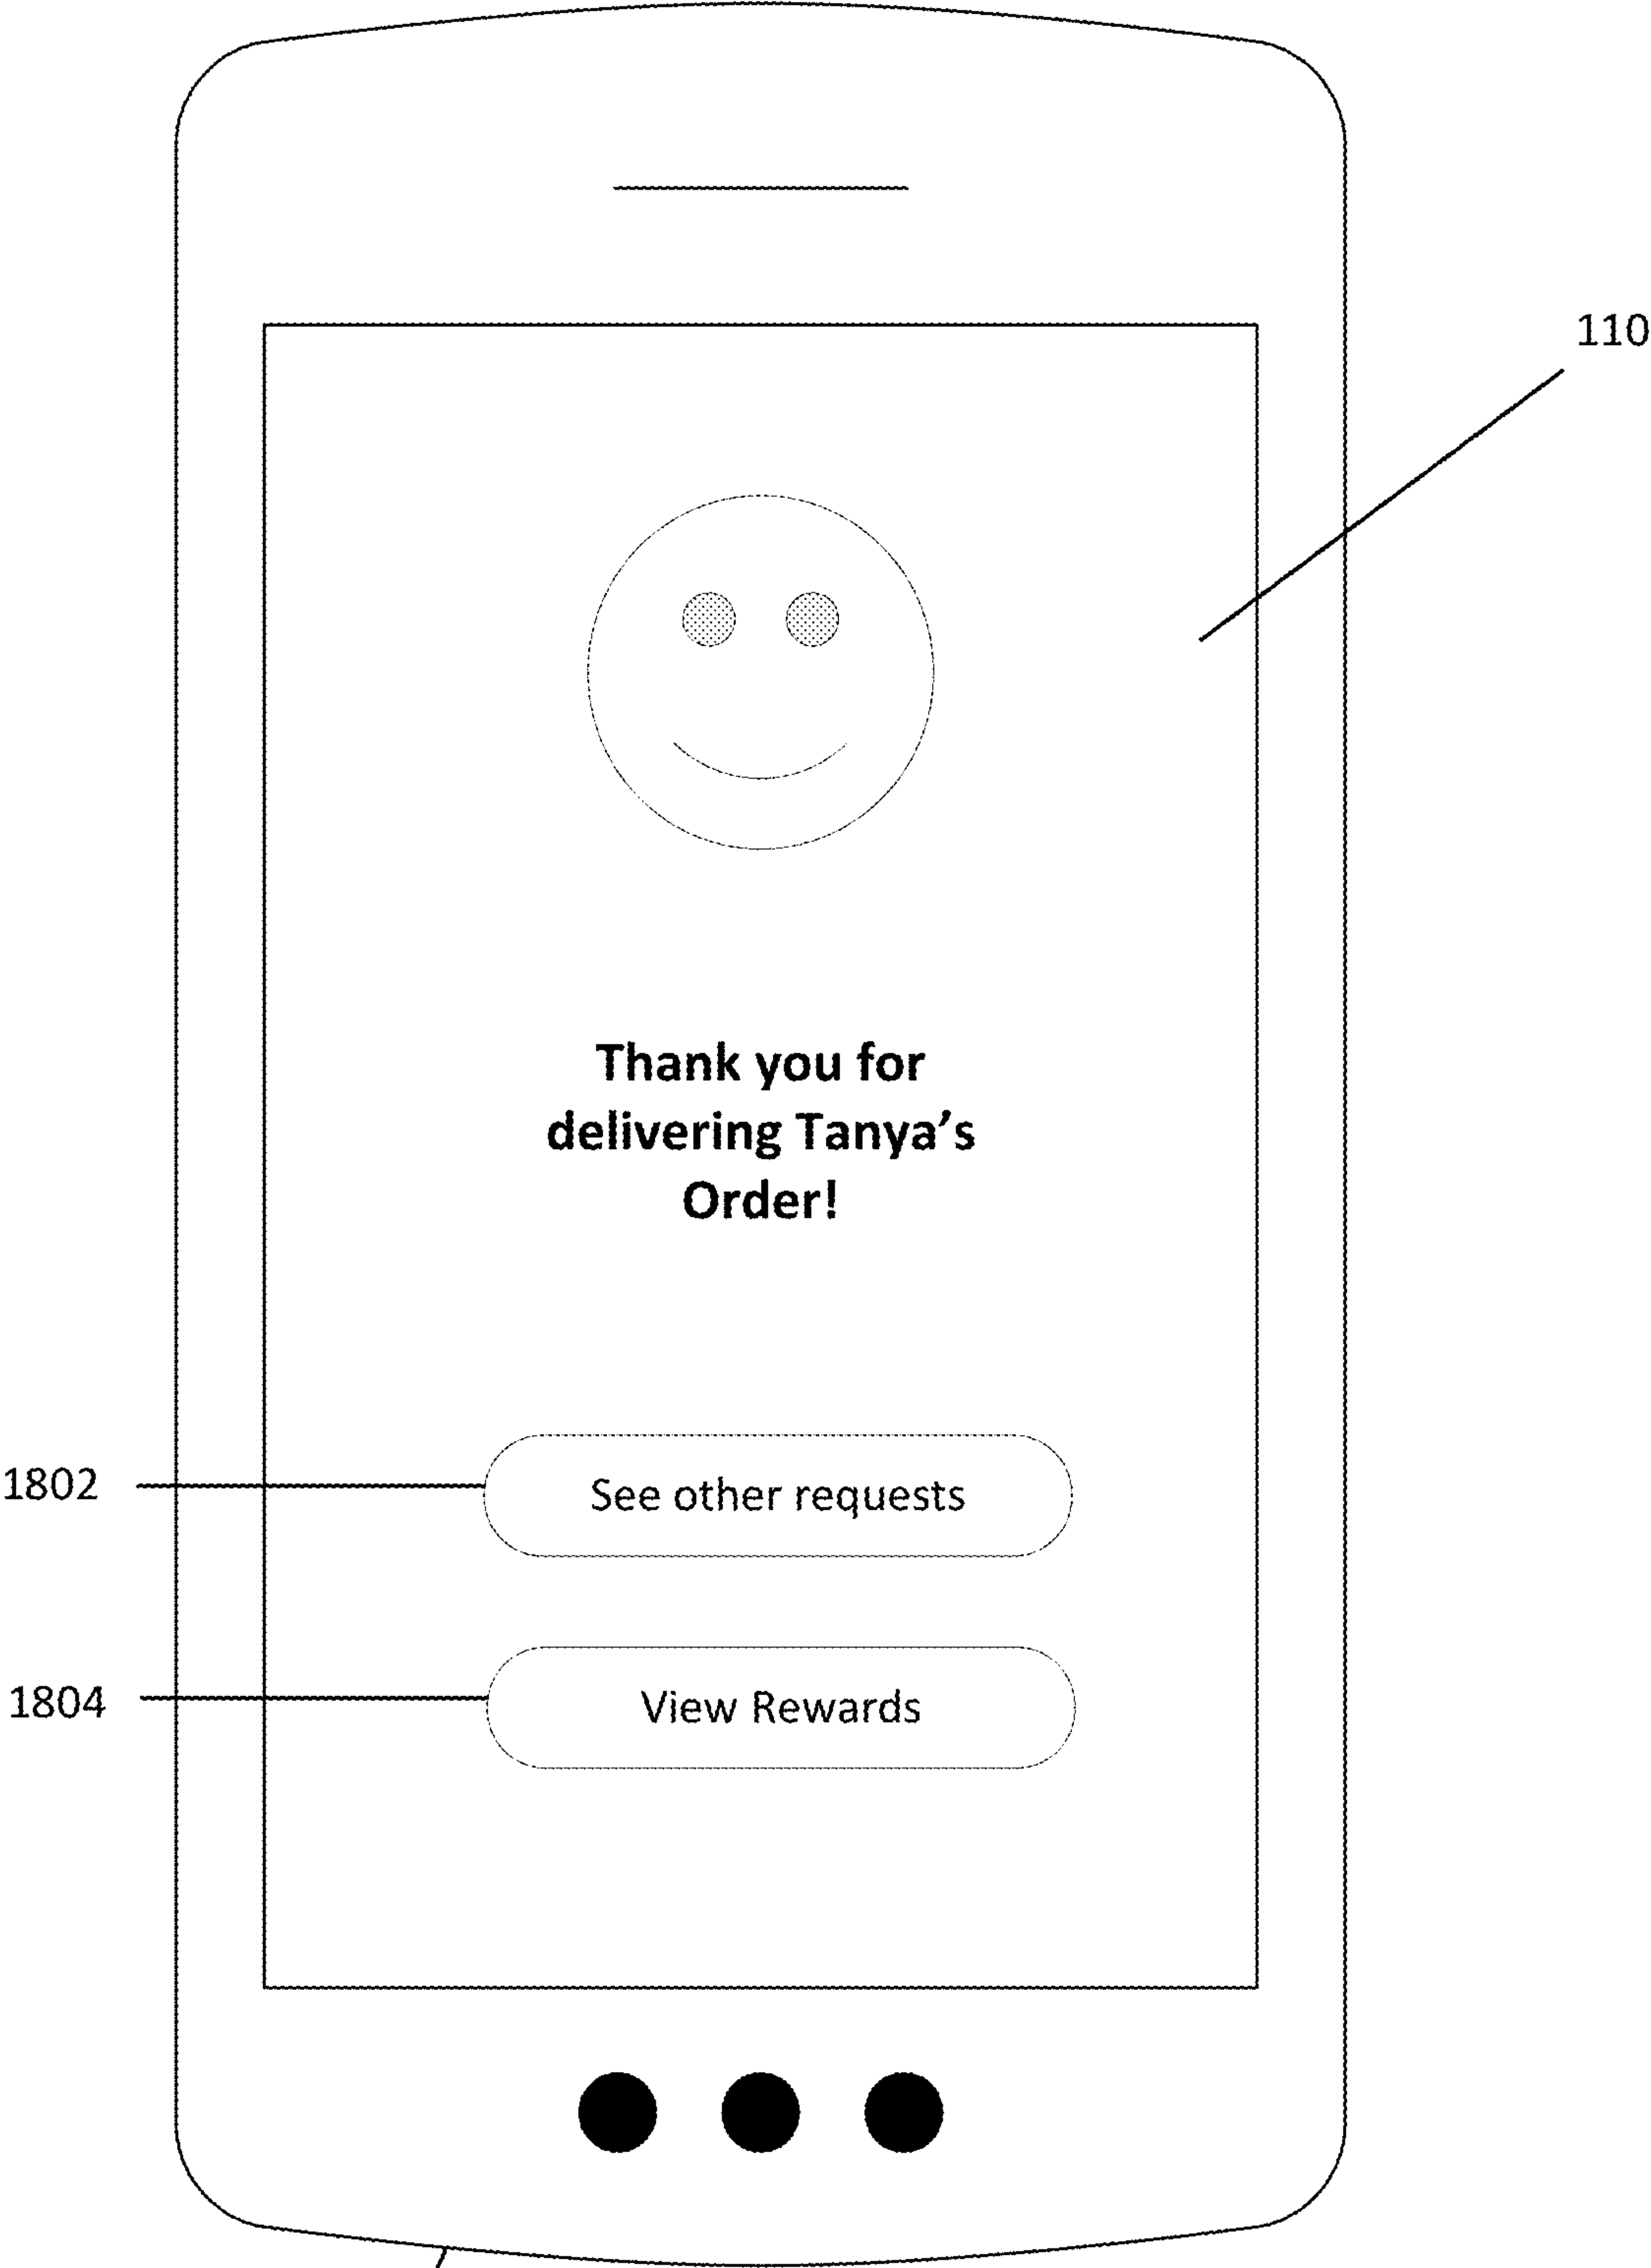 110
Thank you for
delivering Tanya's
Order!
1802
See other requests
1804
View Rewards